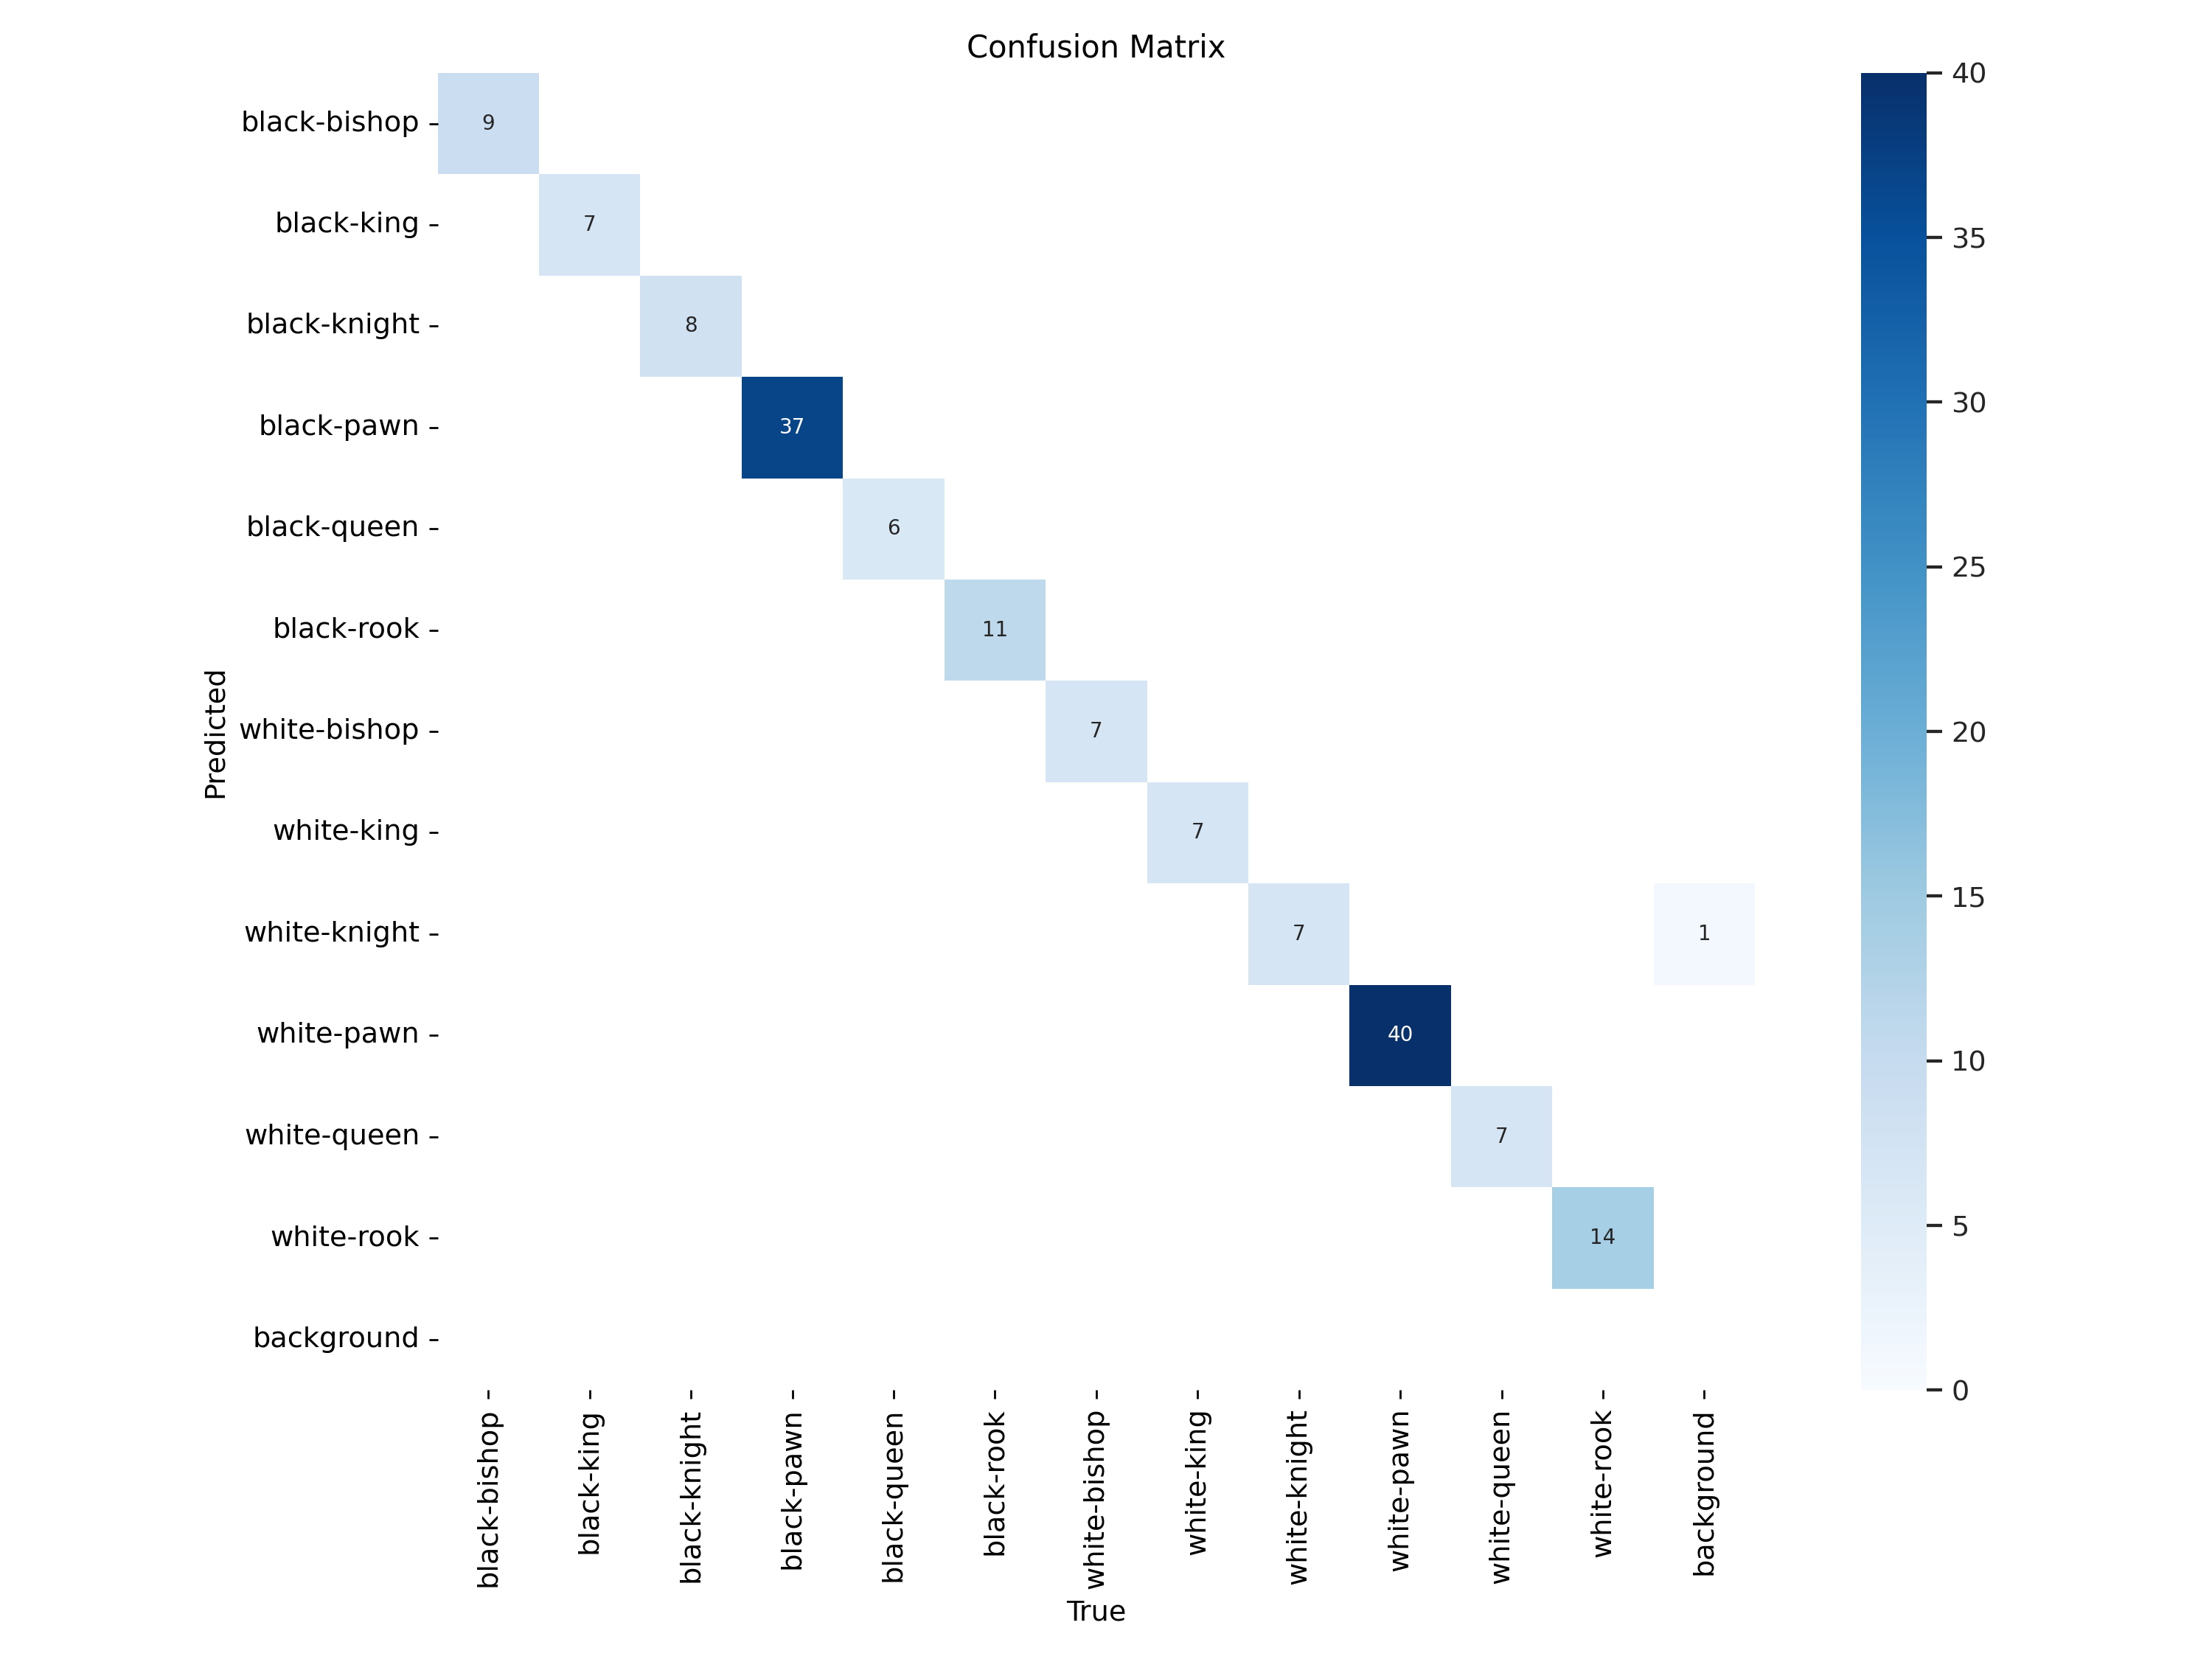 Confusion Matrix
Predicted
black-bishop
black-king
black-knight
black-pawn
black-queen
black-rook
white-bishop
white-king
white-knight
white-pawn
white-queen
white-rook
background
9
7
8
37
6
11
7
7
7
1
40
7
14
black-bishop
black-king
black-knight
black-pawn
black-queen
black-rook
white-bishop
white-king
white-knight
white-pawn
white-queen
white-rook
background
True
40
35
30
25
20
15
10
5
0